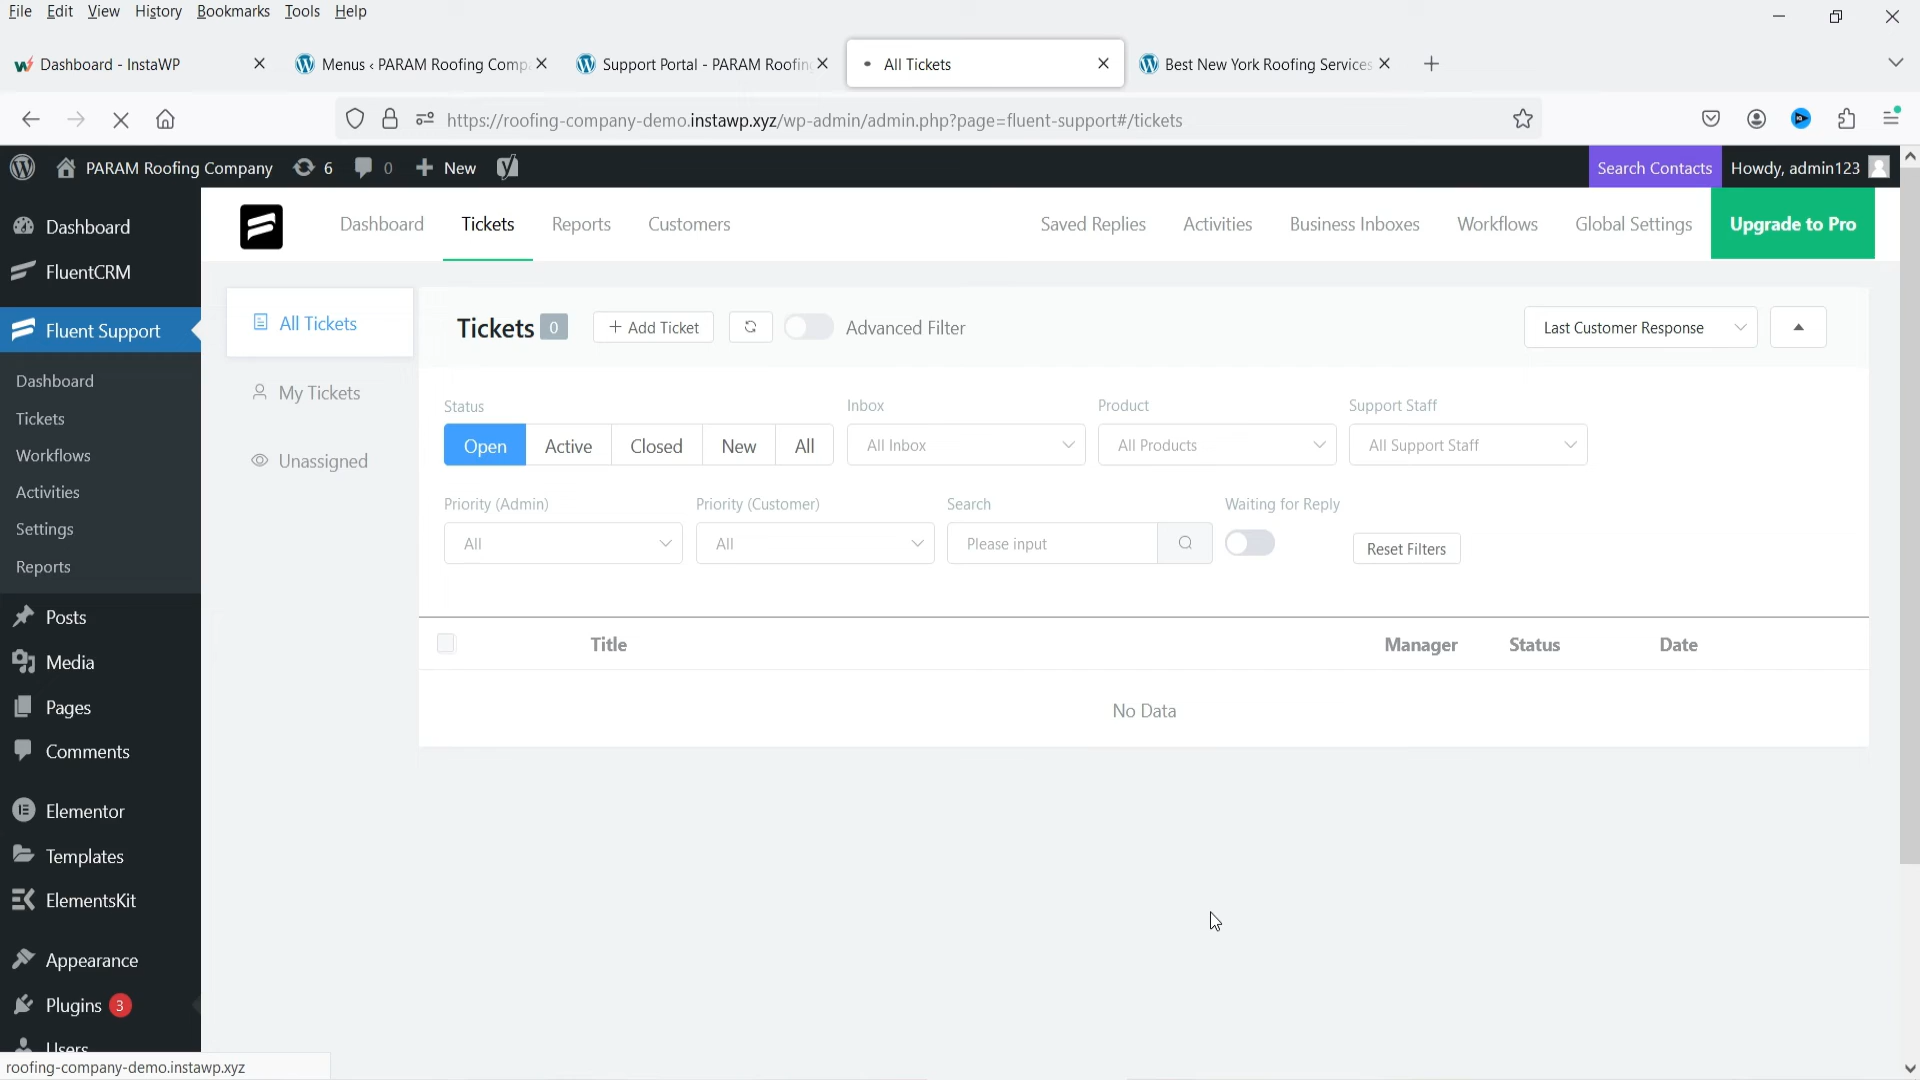 File Edit View History Bookmarks Tools Help
Dashboard - InstaWP
Menus ‹ PARAM Roofing Comp
Support Portal - PARAM Roofin
All Tickets
Best New York Roofing Services
https://roofing-company-demo.instawp.xyz/wp-admin/admin.php?page=fluent-support#/tickets
PARAM Roofing Company 6 0 New Search Contacts Howdy, admin123
Dashboard
FluentCRM
Fluent Support
Dashboard
Tickets
Workflows
Activities
Settings
Reports
Posts
Media
Pages
Comments
Elementor
Templates
ElementsKit
Appearance
Plugins 3
Users
roofing-company-demo.instawp.xyz
Dashboard Tickets Reports Customers Saved Replies Activities Business Inboxes Workflows Global Settings Upgrade to Pro
All Tickets
My Tickets
Unassigned
Tickets 0 + Add Ticket Advanced Filter Last Customer Response
Status Inbox Product Support Staff
Open Active Closed New All All Inbox All Products All Support Staff
Priority (Admin) Priority (Customer) Search Waiting for Reply
All All Please input Reset Filters
Title Manager Status Date
No Data